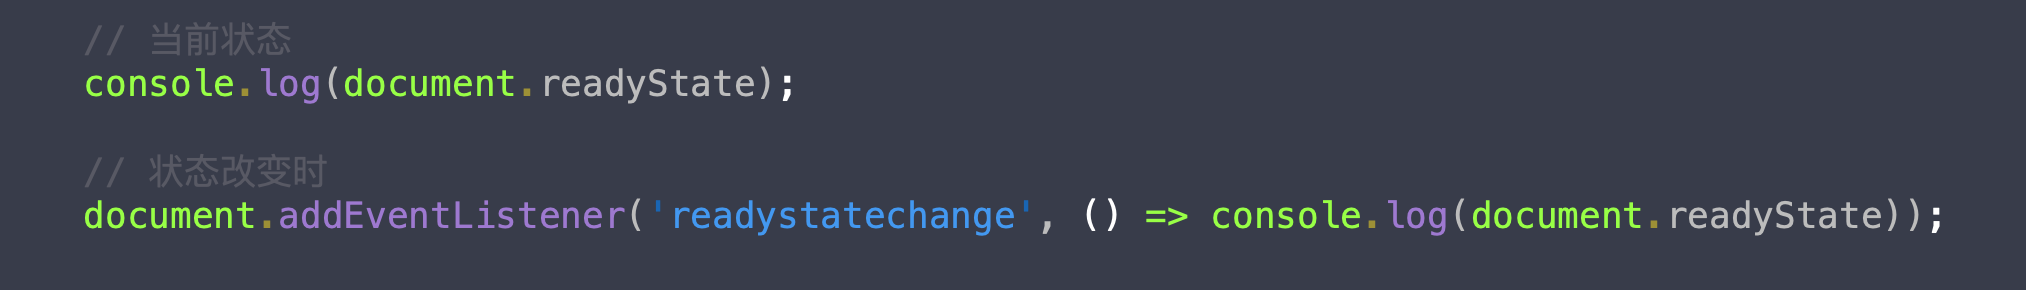 // 当前状态
console.log(document.readyState);
// 状态改变时
document.addEventListener('readystatechange', () => console.log(document.readyState));